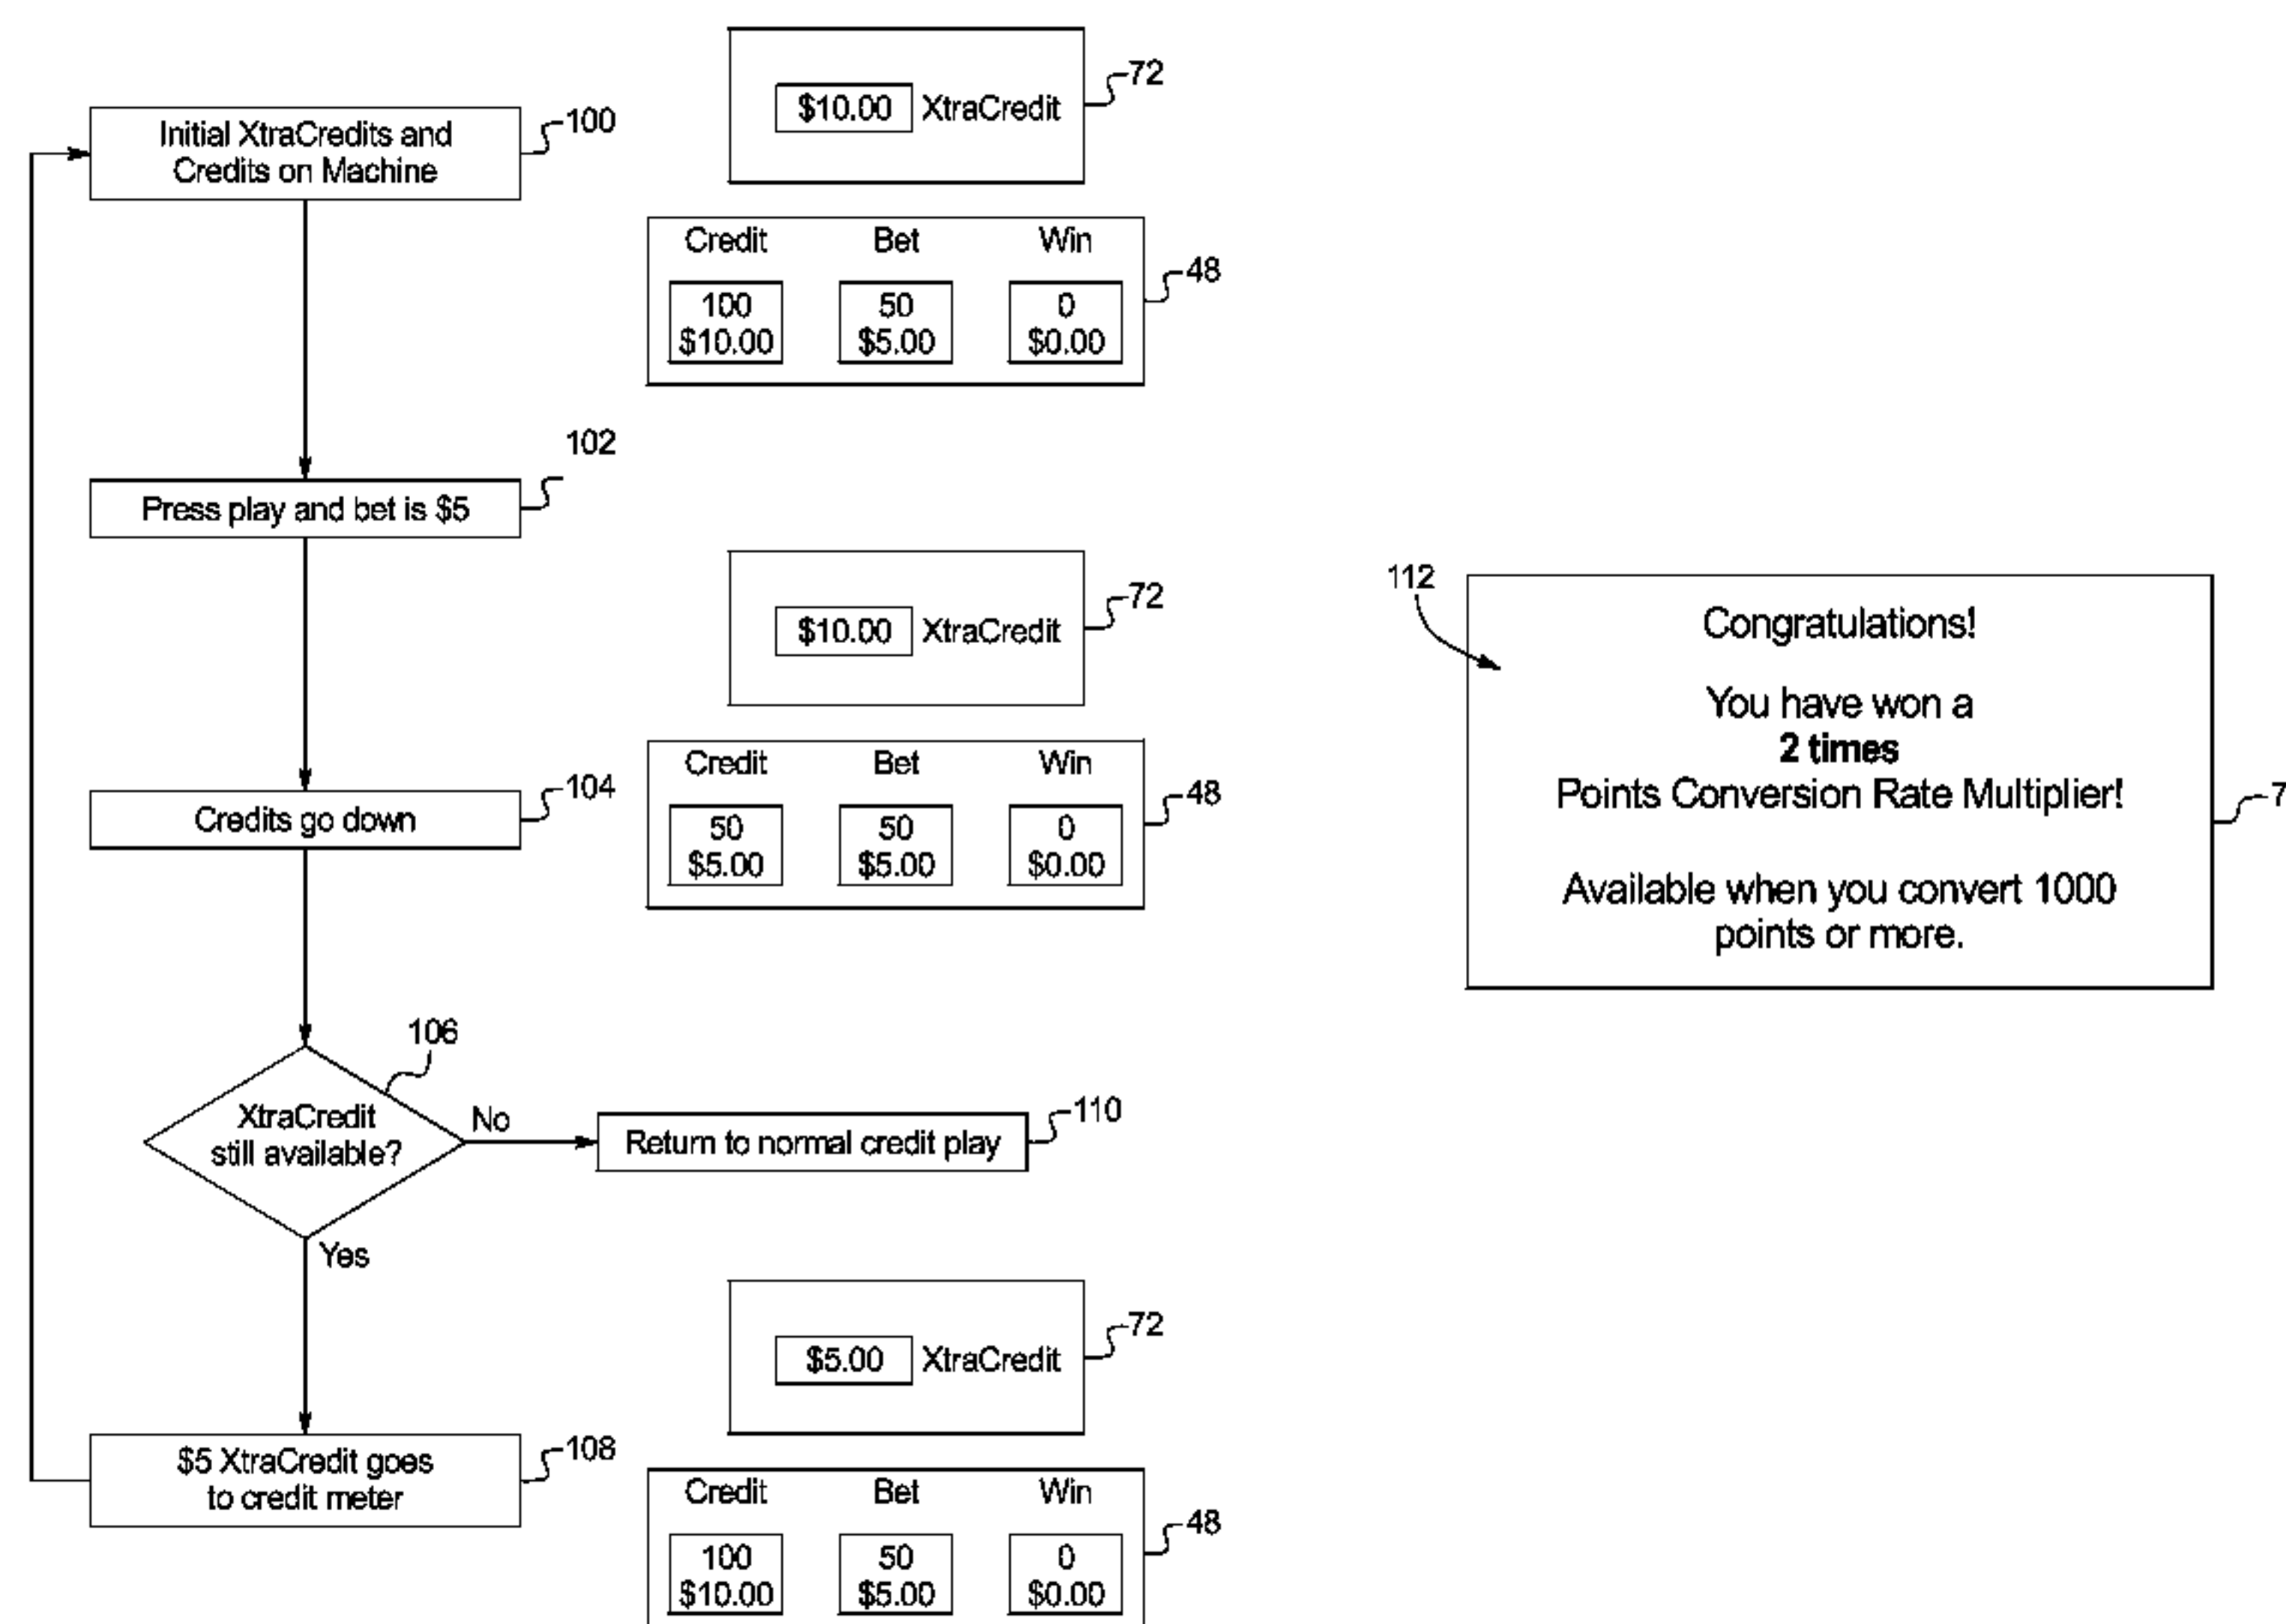 Initial XtraCredits and
Credits on Machine
100
$10.00 XtraCredit
72
Credit Bet Win
100 50 0
$10.00 $5.00 $0.00
48
102
Press play and bet is $5
$10.00 XtraCredit
72
Credits go down
104
Credit Bet Win
50 50 0
$5.00 $5.00 $0.00
48
106
XtraCredit
still available?
No
Return to normal credit play
110
Yes
$5.00 XtraCredit
72
$5 XtraCredit goes
to credit meter
108
Credit Bet Win
100 50 0
$10.00 $5.00 $0.00
48
112
Congratulations!
You have won a
2 times
Points Conversion Rate Multiplier!
Available when you convert 1000
points or more.